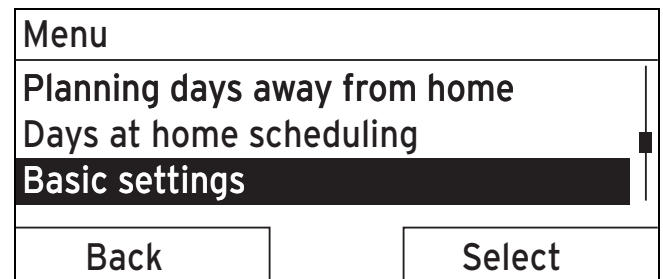 Menu
Planning days away from home
Days at home scheduling
Basic settings
Back Select